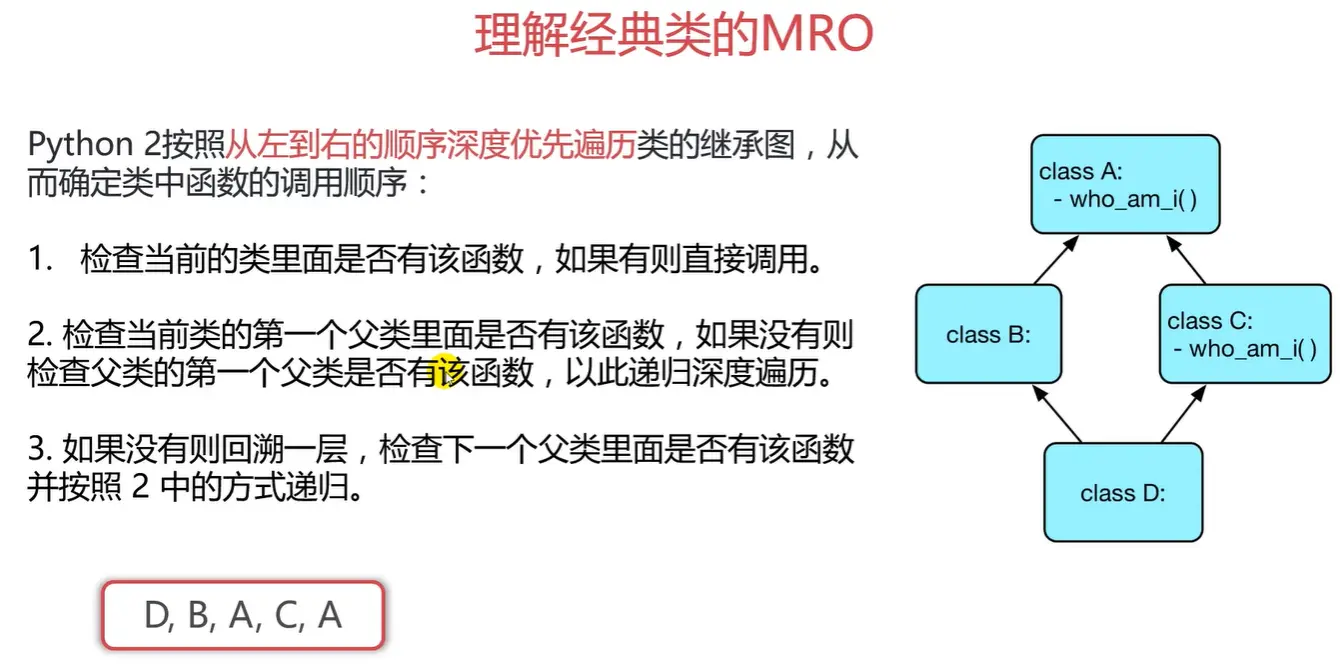 理解经典类的MRO
Python 2按照从左到右的顺序深度优先遍历类的继承图，从
而确定类中函数的调用顺序：
1. 检查当前的类里面是否有该函数，如果有则直接调用。
2. 检查当前类的第一个父类里面是否有该函数，如果没有则
检查父类的第一个父类是否有该函数，以此递归深度遍历。
3. 如果没有则回溯一层，检查下一个父类里面是否有该函数
并按照 2 中的方式递归。
D, B, A, C, A
class A:
- who_am_i( )
class B:
class C:
- who_am_i( )
class D: